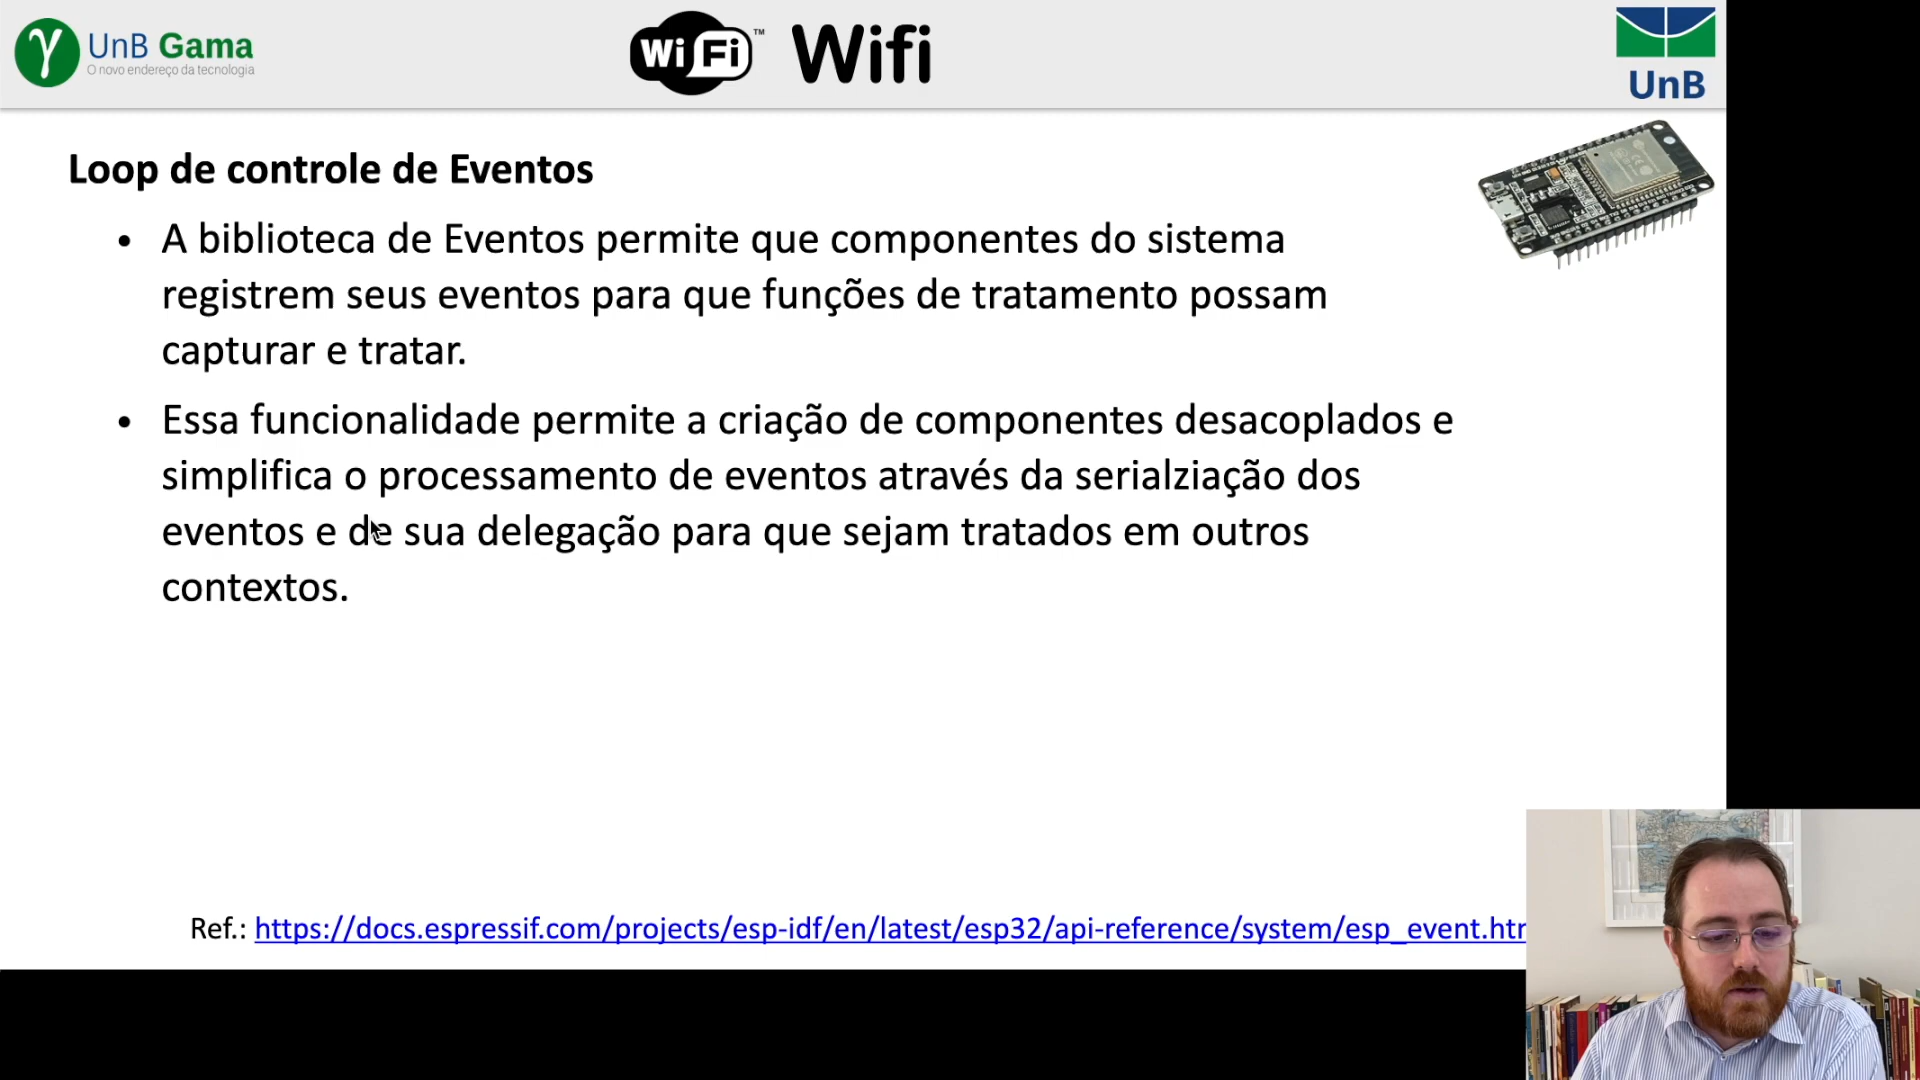 UnB Gama
O novo endereço da tecnologia
Wi Fi ™ Wifi
UnB
Loop de controle de Eventos
• A biblioteca de Eventos permite que componentes do sistema
registrem seus eventos para que funções de tratamento possam
capturar e tratar.
• Essa funcionalidade permite a criação de componentes desacoplados e
simplifica o processamento de eventos através da serialziação dos
eventos e de sua delegação para que sejam tratados em outros
contextos.
Ref.: https://docs.espressif.com/projects/esp-idf/en/latest/esp32/api-reference/system/esp_event.htm